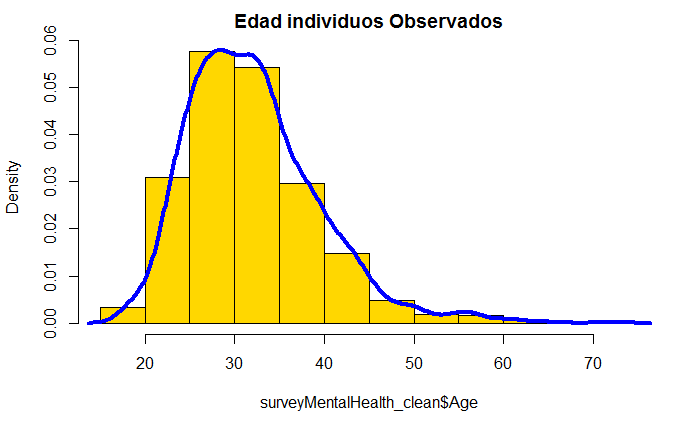 Edad individuos Observados
Density
0.00 0.01 0.02 0.03 0.04 0.05 0.06
20 30 40 50 60 70
surveyMentalHealth_clean$Age